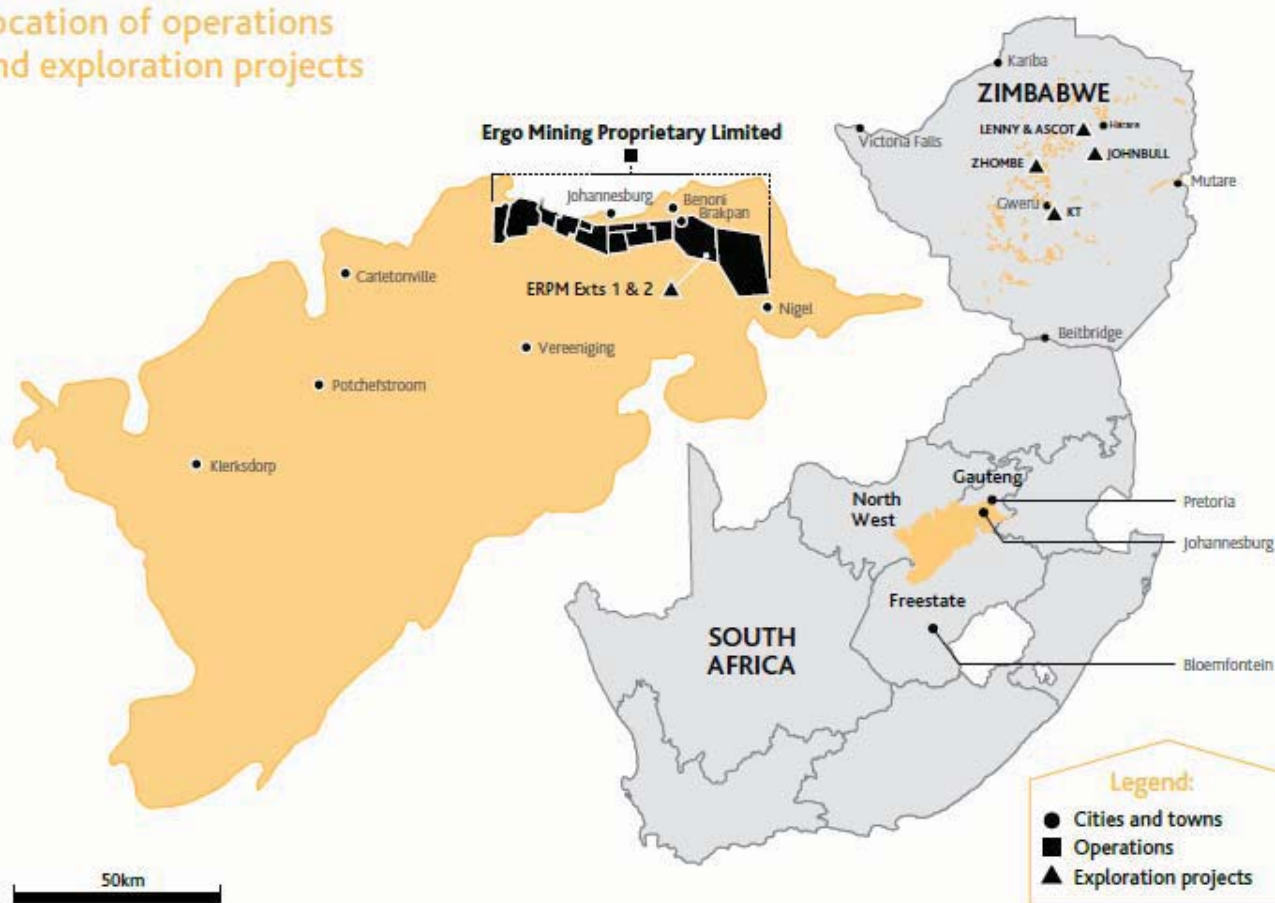 ocation of operations
nd exploration projects
Ergo Mining Proprietary Limited
Johannesburg
Benoni
Brakpan
Carletonville
ERPM Exts 1 & 2
Nigel
Vereeniging
Potchefstroom
Klerksdorp
50km
Kariba
ZIMBABWE
LENNY & ASCOT
Harare
Victoria Falls
JOHNBULL
ZHOMBE
Mutare
Gweru
KT
Beitbridge
Gauteng
North
West
Pretoria
Johannesburg
Freestate
SOUTH
AFRICA
Bloemfontein
Legend:
Cities and towns
Operations
Exploration projects